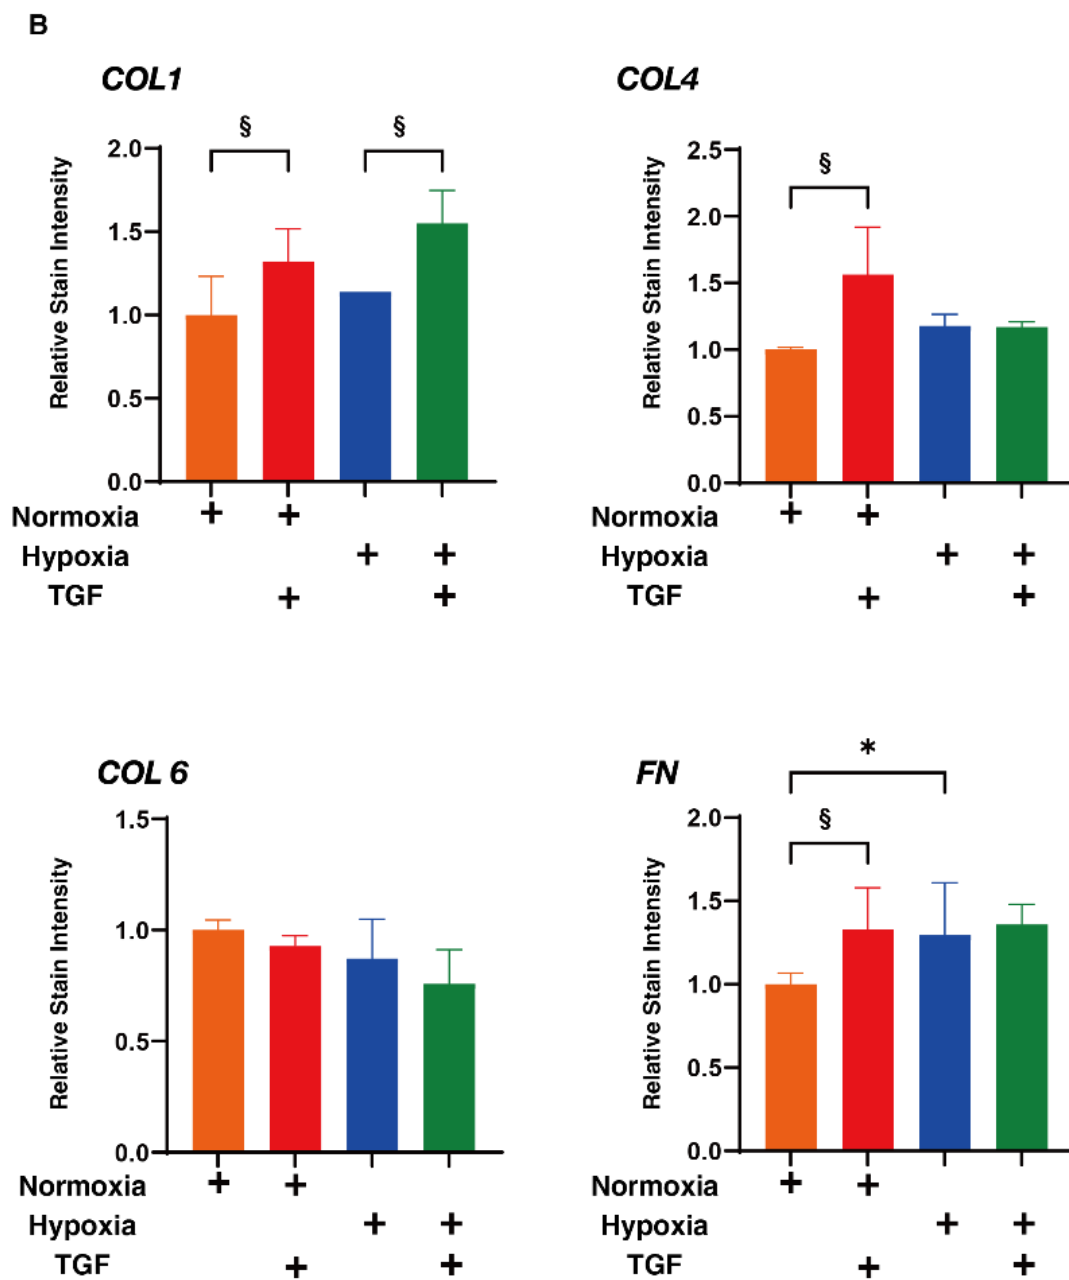 B
COL1
§ §
Relative Stain Intensity
2.0
1.5
1.0
0.5
0.0
Normoxia + +
Hypoxia + +
TGF + +
COL4
§
Relative Stain Intensity
2.5
2.0
1.5
1.0
0.5
0.0
Normoxia + +
Hypoxia + +
TGF + +
COL 6
Relative Stain Intensity
1.5
1.0
0.5
0.0
Normoxia + +
Hypoxia + +
TGF + +
FN
*
§
Relative Stain Intensity
2.0
1.5
1.0
0.5
0.0
Normoxia + +
Hypoxia + +
TGF + +